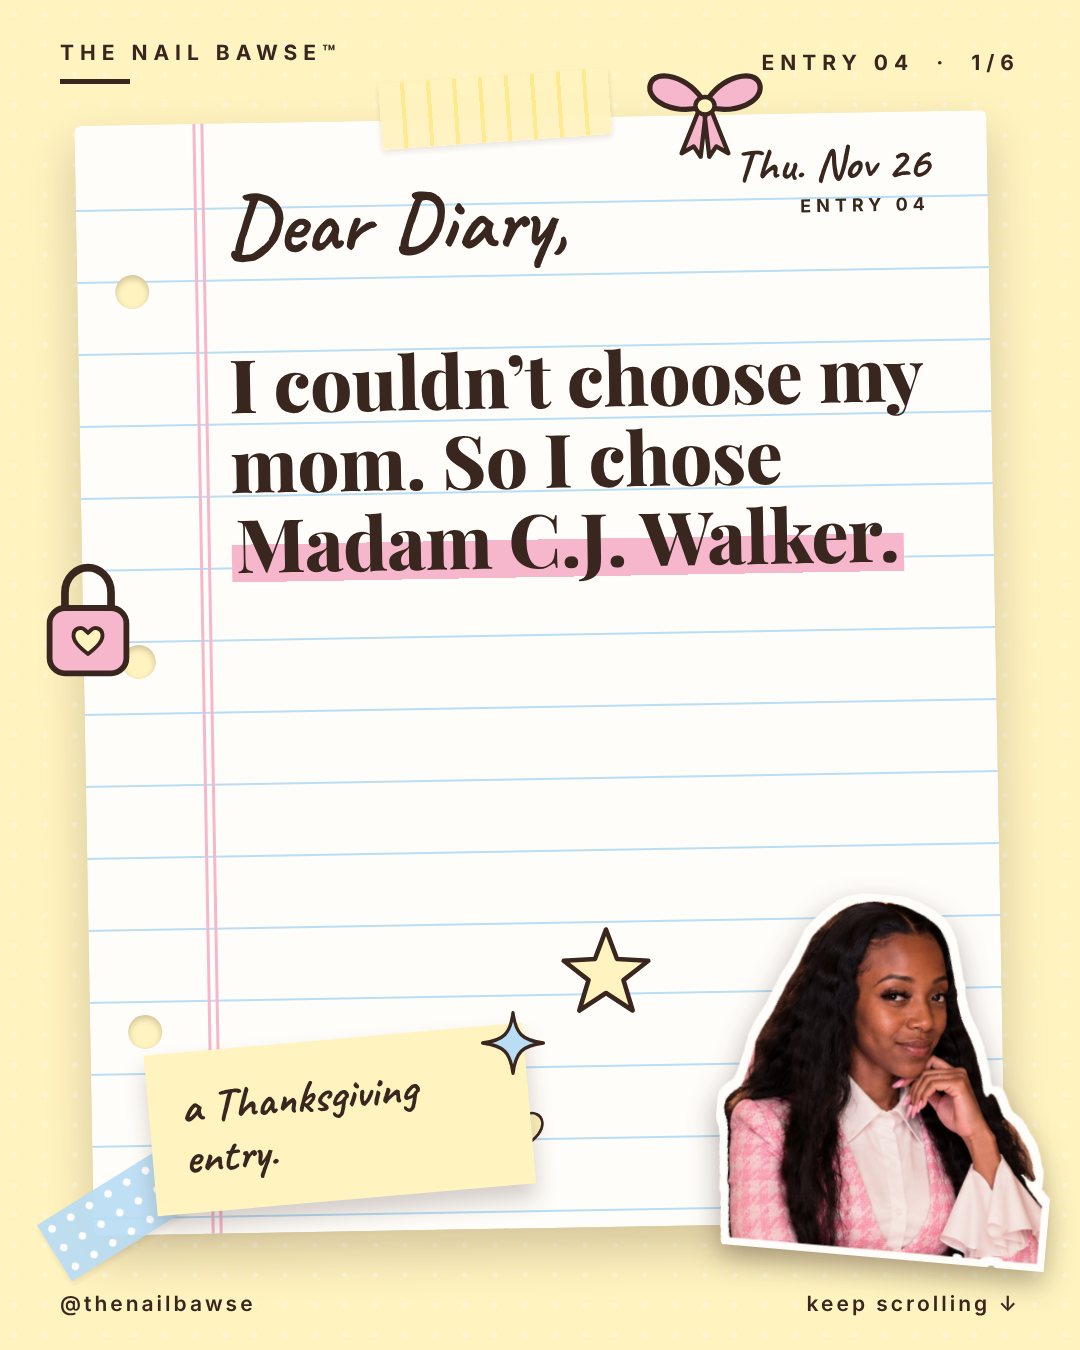 THE NAIL BAWSE™
ENTRY 04 · 1/6
Thu. Nov 26
ENTRY 04
Dear Diary,
I couldn’t choose my
mom. So I chose
Madam C.J. Walker.
a Thanksgiving
entry.
@thenailbawse
keep scrolling ↓